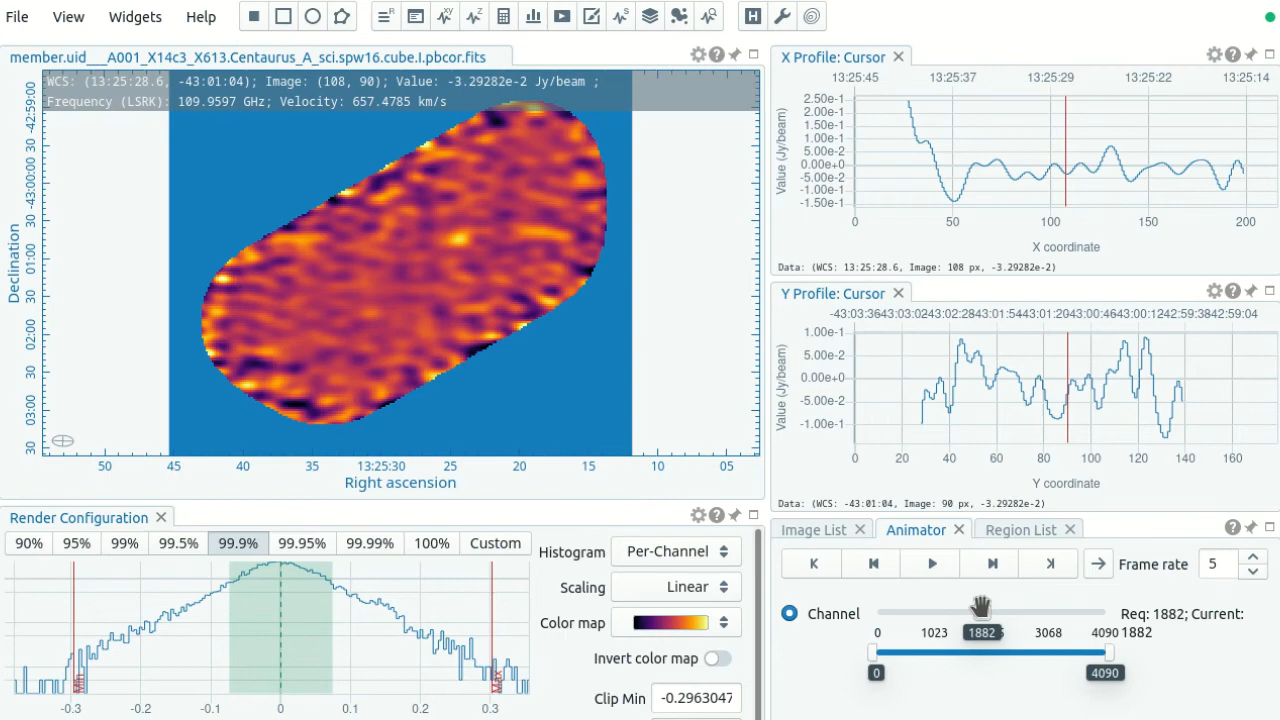 File View Widgets Help
member.uid___A001_X14c3_X613.Centaurus_A_sci.spw16.cube.I.pbcor.fits
WCS: (13:25:28.6, -43:01:04); Image: (108, 90); Value: -3.29282e-2 Jy/beam ;
Frequency (LSRK): 109.9597 GHz; Velocity: 657.4785 km/s
Declination
-42:59:00
30
-43:00:00
30
01:00
30
02:00
30
03:00
30
50 45 40 35 13:25:30 25 20 15 10 05
Right ascension
X Profile: Cursor
13:25:45 13:25:37 13:25:29 13:25:22 13:25:14
Value (Jy/beam)
2.50e-1
2.00e-1
1.50e-1
1.00e-1
5.00e-2
0.00e+0
-5.00e-2
-1.00e-1
-1.50e-1
0 50 100 150 200
X coordinate
Data: (WCS: 13:25:28.6, Image: 108 px, -3.29282e-2)
Y Profile: Cursor
-43:03:36 -43:03:02 -43:02:28 -43:01:54 -43:01:20 -43:00:46 -43:00:12 -42:59:38 -42:59:04
Value (Jy/beam)
1.00e-1
5.00e-2
0.00e+0
-5.00e-2
-1.00e-1
0 20 40 60 80 100 120 140 160
Y coordinate
Data: (WCS: -43:01:04, Image: 90 px, -3.29282e-2)
Render Configuration
90% 95% 99% 99.5% 99.9% 99.95% 99.99% 100% Custom
Min
Max
-0.3 -0.2 -0.1 0 0.1 0.2 0.3
Histogram Per-Channel
Scaling Linear
Color map
Invert color map
Clip Min -0.2963047
Image List Animator Region List
Frame rate 5
Channel
Req: 1882; Current:
1882
0 1023 1882 3068 4090
0 4090